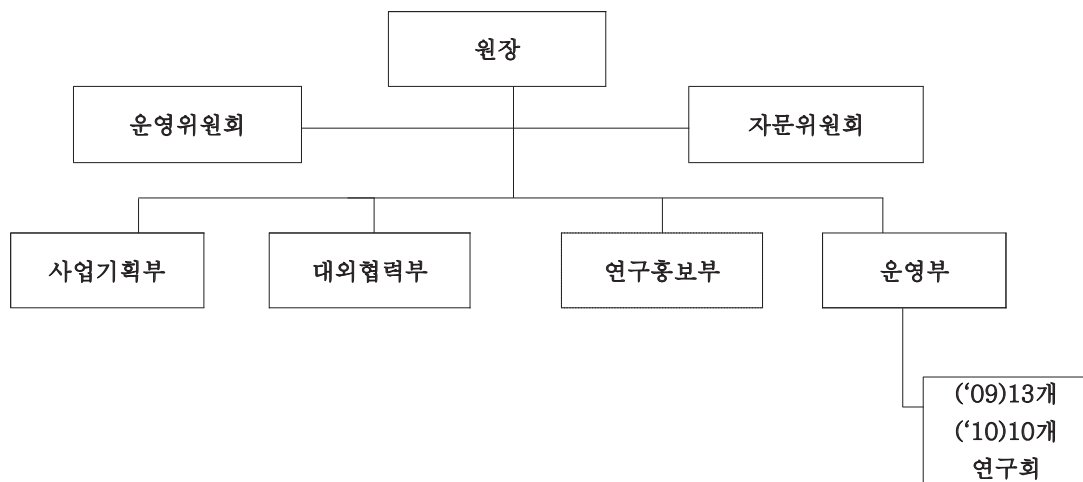 원장
운영위원회
자문위원회
사업기획부
대외협력부
연구홍보부
운영부
(‘09)13개
(‘10)10개
연구회